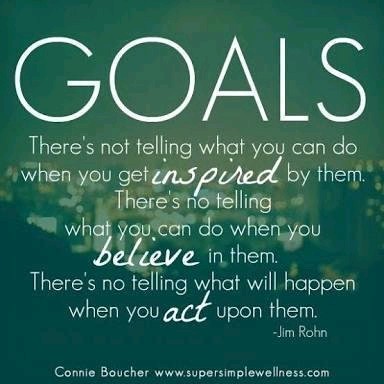 GOALS
There's not telling what you can do
when you get inspired by them.
There's no telling
what you can do when you
believe in them.
There's no telling what will happen
when you act upon them.
-Jim Rohn
Connie Boucher www.supersimplewellness.com